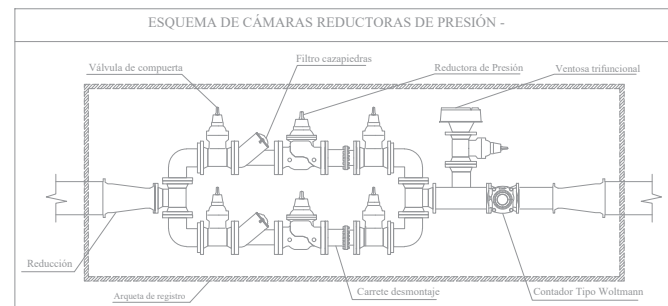 ESQUEMA DE CÁMARAS REDUCTORAS DE PRESIÓN -
Filtro cazapiedras
Válvula de compuerta
Reductora de Presión
Ventosa trifuncional
Reducción
Arqueta de registro
Carrete desmontaje
Contador Tipo Woltmann